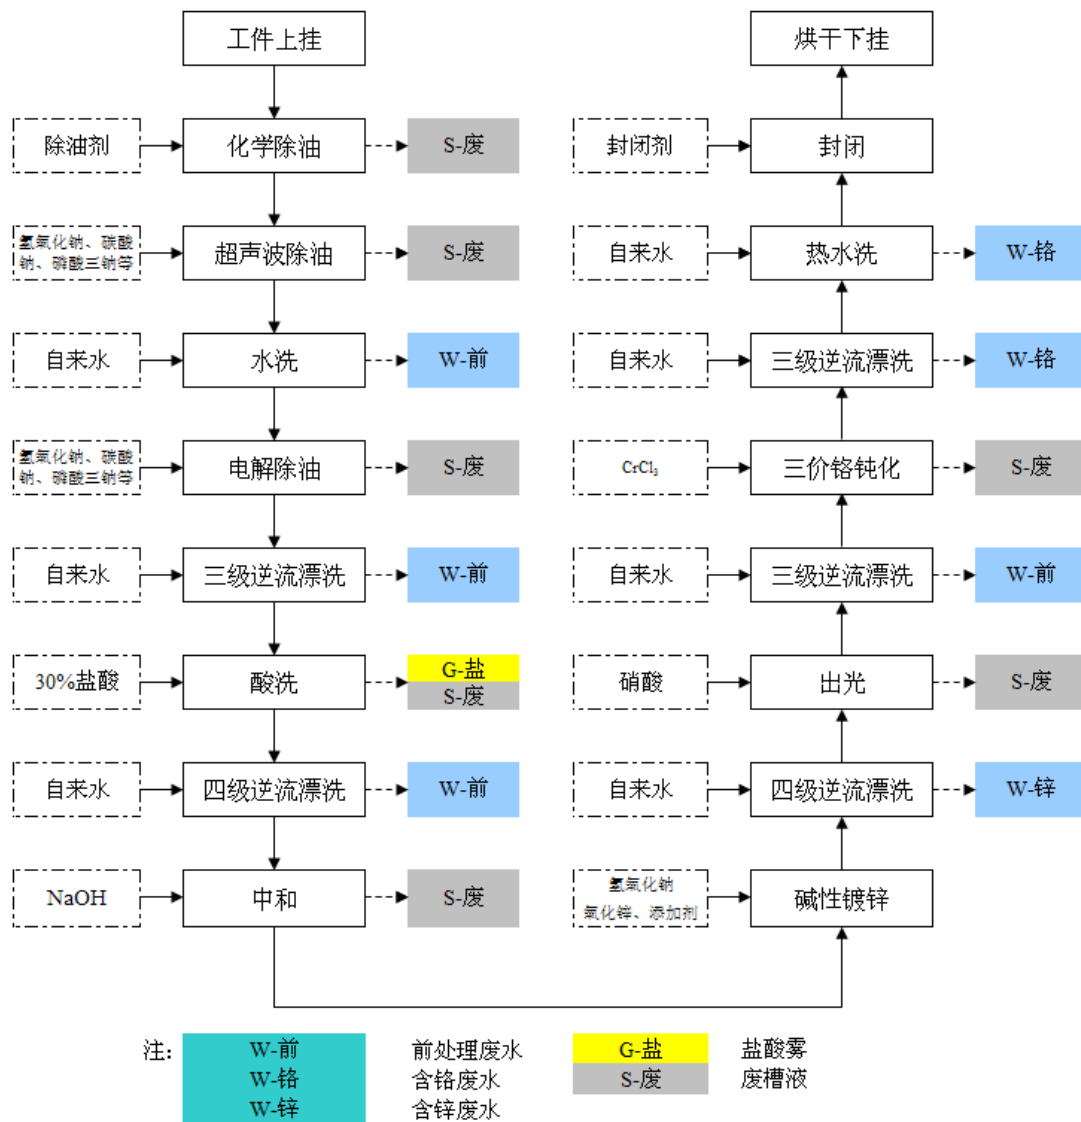 工件上挂
烘干下挂
除油剂
化学除油
S-废
封闭剂
封闭
氢氧化钠、碳酸
钠、磷酸三钠等
超声波除油
S-废
自来水
热水洗
W-铬
自来水
水洗
W-前
自来水
三级逆流漂洗
W-铬
氢氧化钠、碳酸
钠、磷酸三钠等
电解除油
S-废
CrCl₃
三价铬钝化
S-废
自来水
三级逆流漂洗
W-前
自来水
三级逆流漂洗
W-前
30%盐酸
酸洗
G-盐
S-废
硝酸
出光
S-废
自来水
四级逆流漂洗
W-前
自来水
四级逆流漂洗
W-锌
NaOH
中和
S-废
氢氧化钠
氧化锌、添加剂
碱性镀锌
注:
W-前
前处理废水
G-盐
盐酸雾
W-铬
含铬废水
S-废
废槽液
W-锌
含锌废水